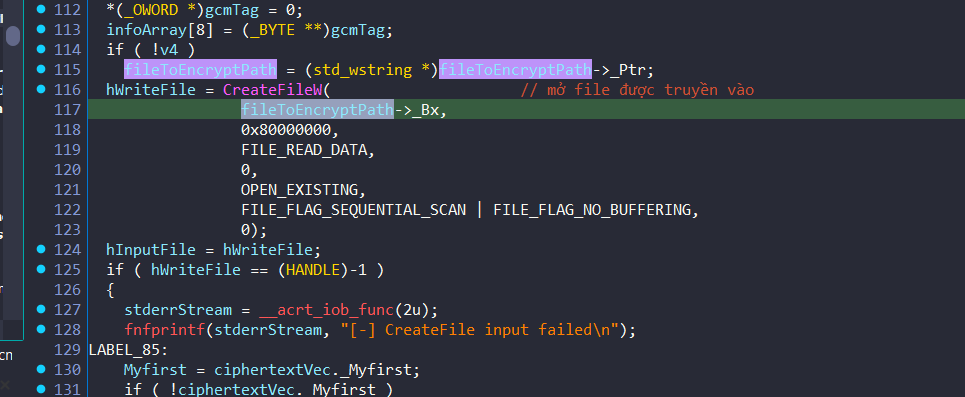 112 *(_OWORD *)gcmTag = 0;
113 infoArray[8] = (_BYTE **)gcmTag;
114 if ( !v4 )
115 fileToEncryptPath = (std_wstring *)fileToEncryptPath->_Ptr;
116 hWriteFile = CreateFileW( // mở file được truyền vào
117 fileToEncryptPath->_Bx,
118 0x80000000,
119 FILE_READ_DATA,
120 0,
121 OPEN_EXISTING,
122 FILE_FLAG_SEQUENTIAL_SCAN | FILE_FLAG_NO_BUFFERING,
123 0);
124 hInputFile = hWriteFile;
125 if ( hWriteFile == (HANDLE)-1 )
126 {
127 stderrStream = __acrt_iob_func(2u);
128 fnfprintf(stderrStream, "[-] CreateFile input failed\n");
129 LABEL_85:
130 Myfirst = ciphertextVec._Myfirst;
131 if ( !ciphertextVec._Myfirst )
cn